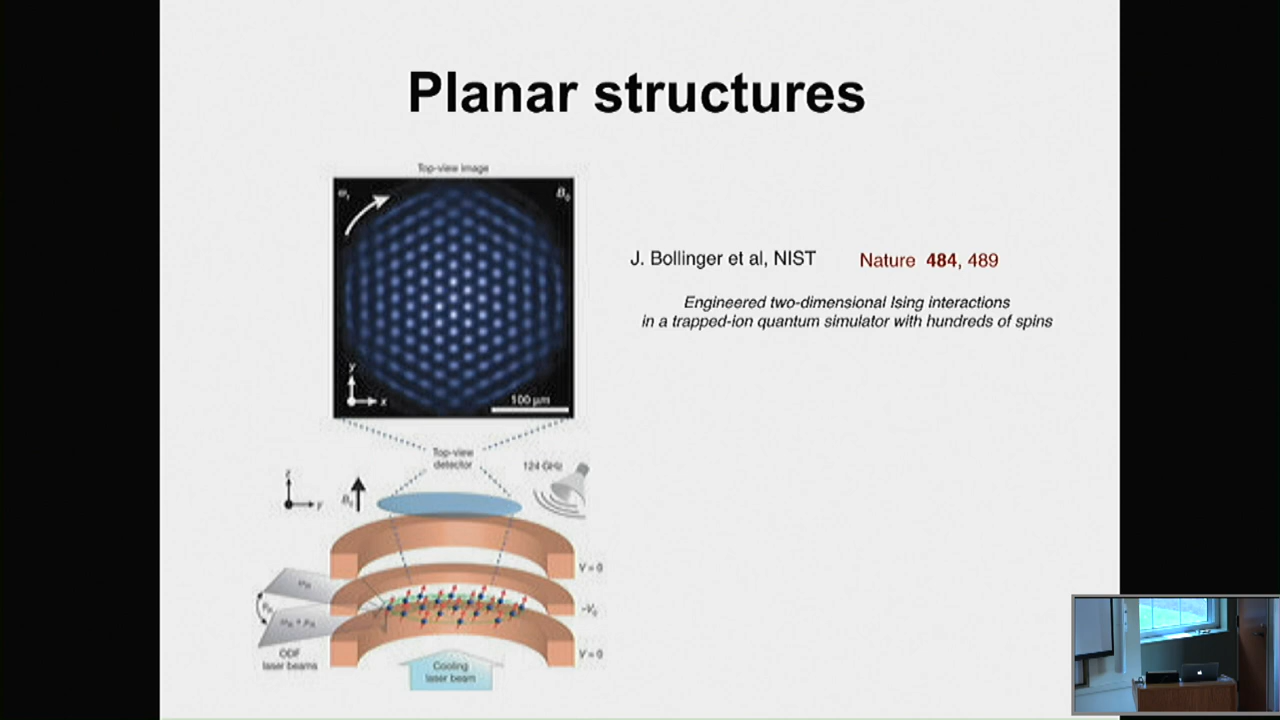 Planar structures
Top-view image
B₀
y
x
100 μm
J. Bollinger et al, NIST Nature 484, 489
Engineered two-dimensional Ising interactions
in a trapped-ion quantum simulator with hundreds of spins
Top-view
detector
124 GHz
z
y
B₀
V = 0
-V₀
V = 0
ODF
laser beams
Cooling
laser beam